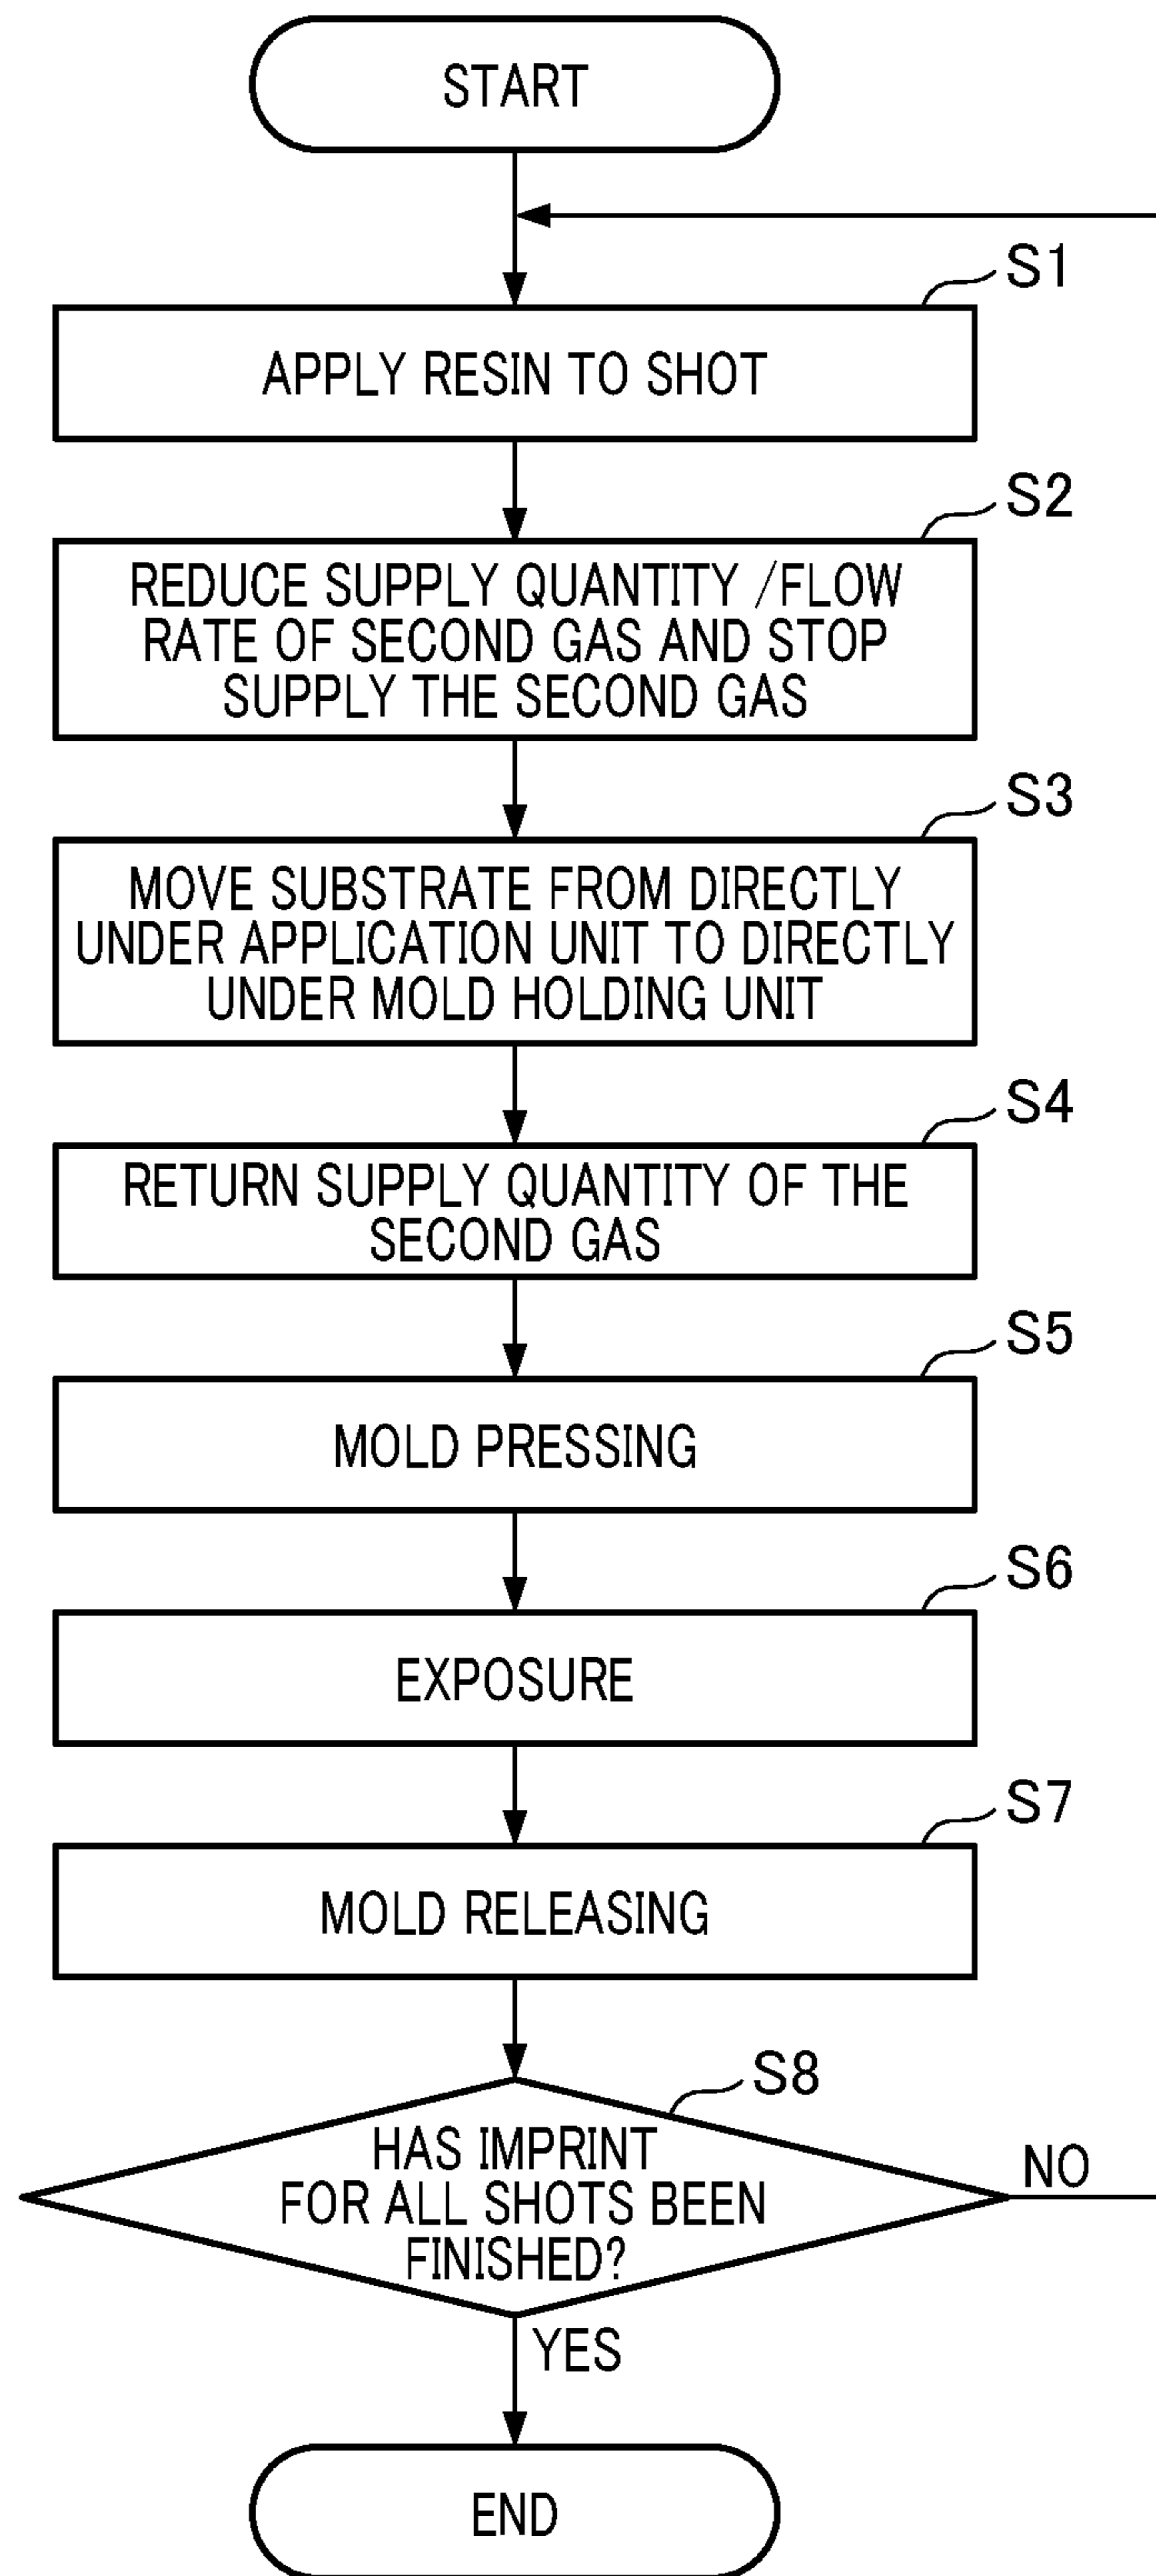 START
S1
APPLY RESIN TO SHOT
S2
REDUCE SUPPLY QUANTITY /FLOW
RATE OF SECOND GAS AND STOP
SUPPLY THE SECOND GAS
S3
MOVE SUBSTRATE FROM DIRECTLY
UNDER APPLICATION UNIT TO DIRECTLY
UNDER MOLD HOLDING UNIT
S4
RETURN SUPPLY QUANTITY OF THE
SECOND GAS
S5
MOLD PRESSING
S6
EXPOSURE
S7
MOLD RELEASING
S8
HAS IMPRINT
FOR ALL SHOTS BEEN
FINISHED?
NO
YES
END